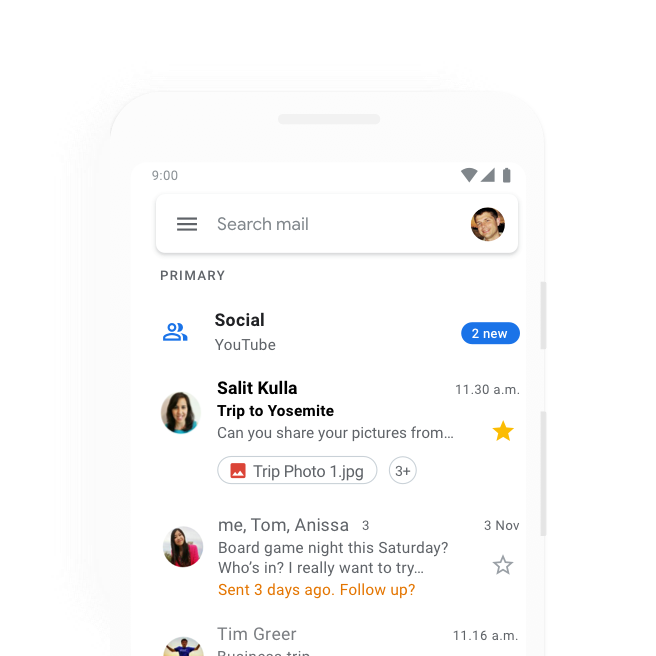 9:00
Search mail
PRIMARY
Social
YouTube
2 new
Salit Kulla
11.30 a.m.
Trip to Yosemite
Can you share your pictures from…
Trip Photo 1.jpg
3+
me, Tom, Anissa 3
3 Nov
Board game night this Saturday?
Who’s in? I really want to try…
Sent 3 days ago. Follow up?
Tim Greer
11.16 a.m.
Business trip